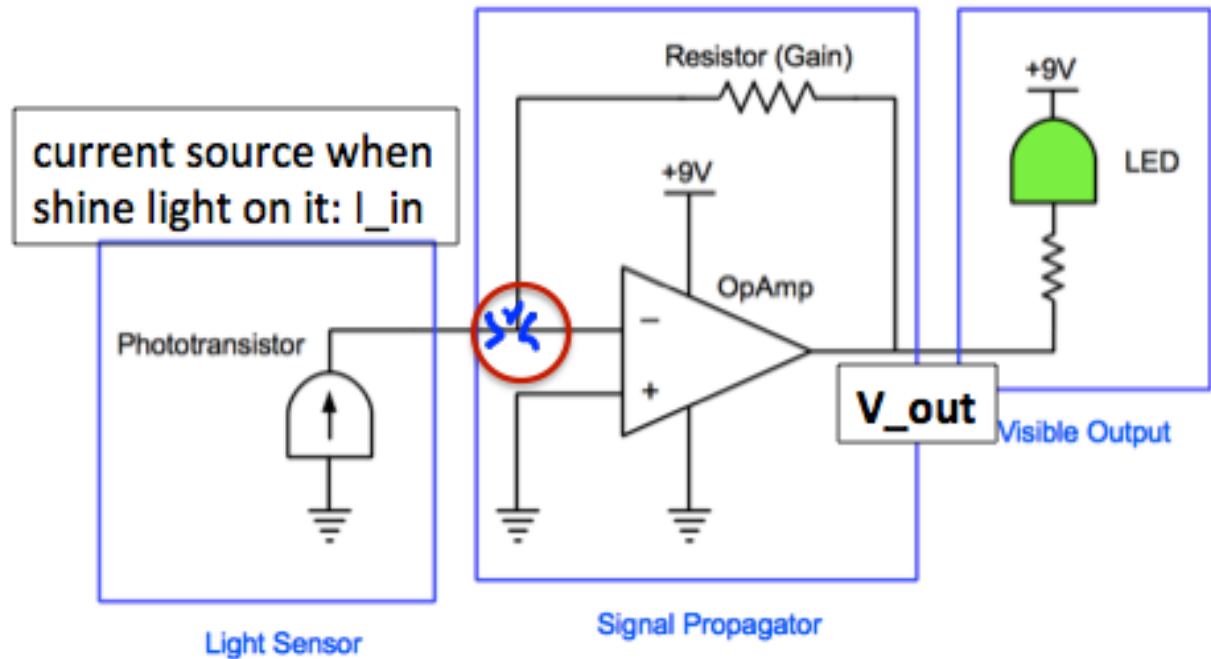 Resistor (Gain)
+9V
current source when
shine light on it: I_in
LED
+9V
OpAmp
Phototransistor
−
+
V_out
Visible Output
Signal Propagator
Light Sensor